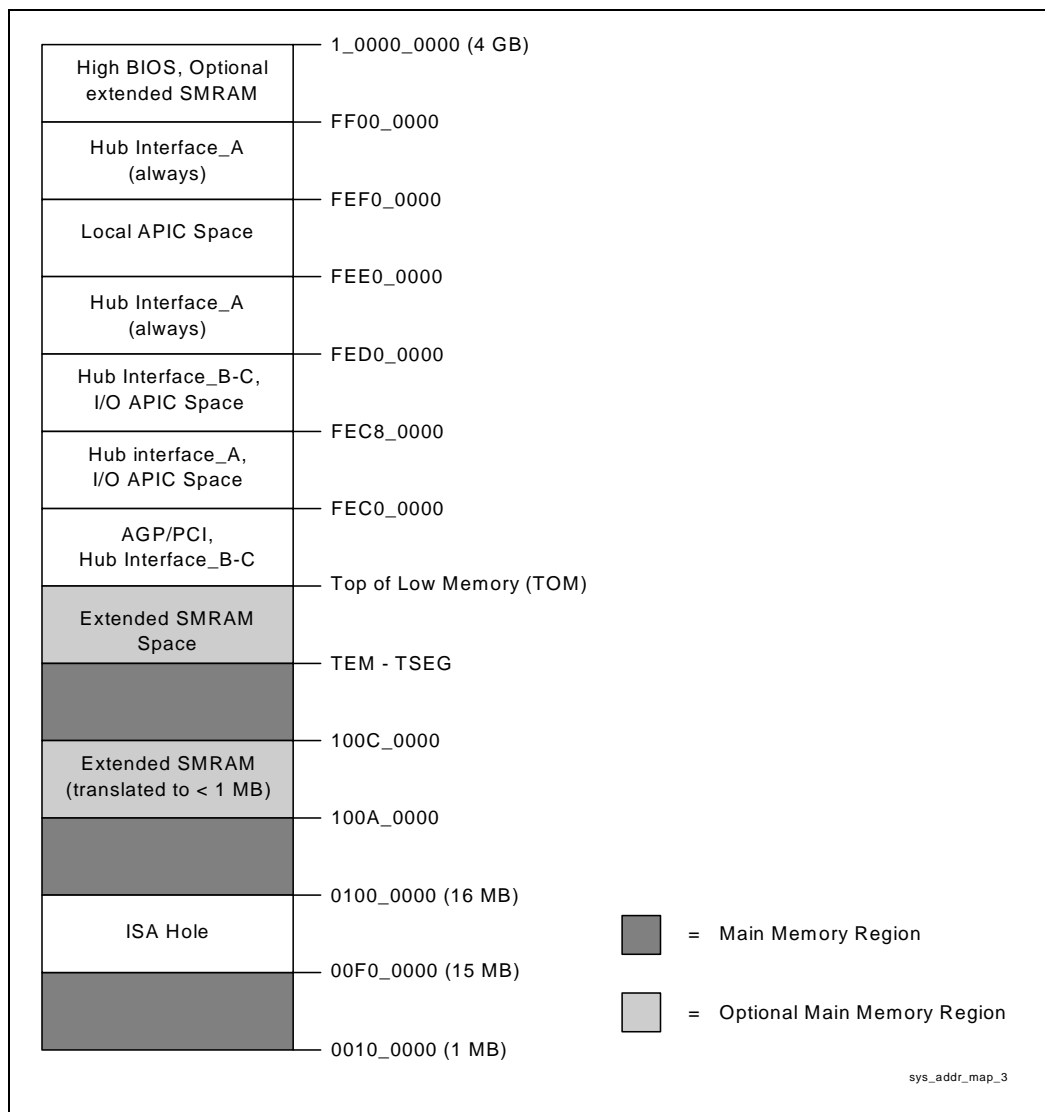 1_0000_0000 (4 GB)
High BIOS, Optional
extended SMRAM
FF00_0000
Hub Interface_A
(always)
FEF0_0000
Local APIC Space
FEE0_0000
Hub Interface_A
(always)
FED0_0000
Hub Interface_B-C,
I/O APIC Space
FEC8_0000
Hub interface_A,
I/O APIC Space
FEC0_0000
AGP/PCI,
Hub Interface_B-C
Top of Low Memory (TOM)
Extended SMRAM
Space
TEM - TSEG
100C_0000
Extended SMRAM
(translated to < 1 MB)
100A_0000
0100_0000 (16 MB)
ISA Hole
= Main Memory Region
00F0_0000 (15 MB)
= Optional Main Memory Region
0010_0000 (1 MB)
sys_addr_map_3